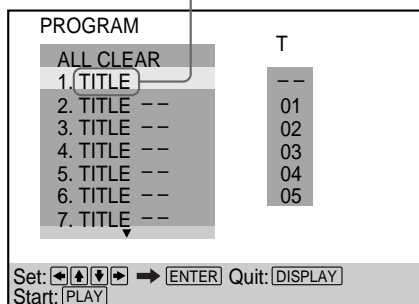 PROGRAM
T
ALL CLEAR
1. TITLE
2. TITLE – –
3. TITLE – –
4. TITLE – –
5. TITLE – –
6. TITLE – –
7. TITLE – –
– –
01
02
03
04
05
Set: ENTER Quit: DISPLAY
Start: PLAY